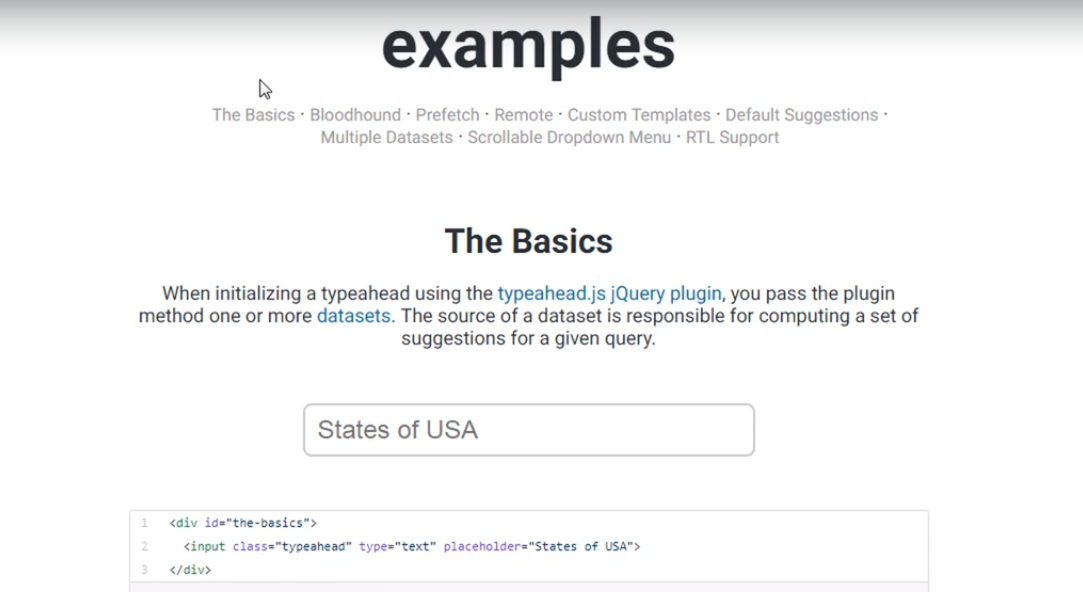 examples
The Basics · Bloodhound · Prefetch · Remote · Custom Templates · Default Suggestions ·
Multiple Datasets · Scrollable Dropdown Menu · RTL Support
The Basics
When initializing a typeahead using the typeahead.js jQuery plugin, you pass the plugin
method one or more datasets. The source of a dataset is responsible for computing a set of
suggestions for a given query.
States of USA
1 <div id="the-basics">
2 <input class="typeahead" type="text" placeholder="States of USA">
3 </div>